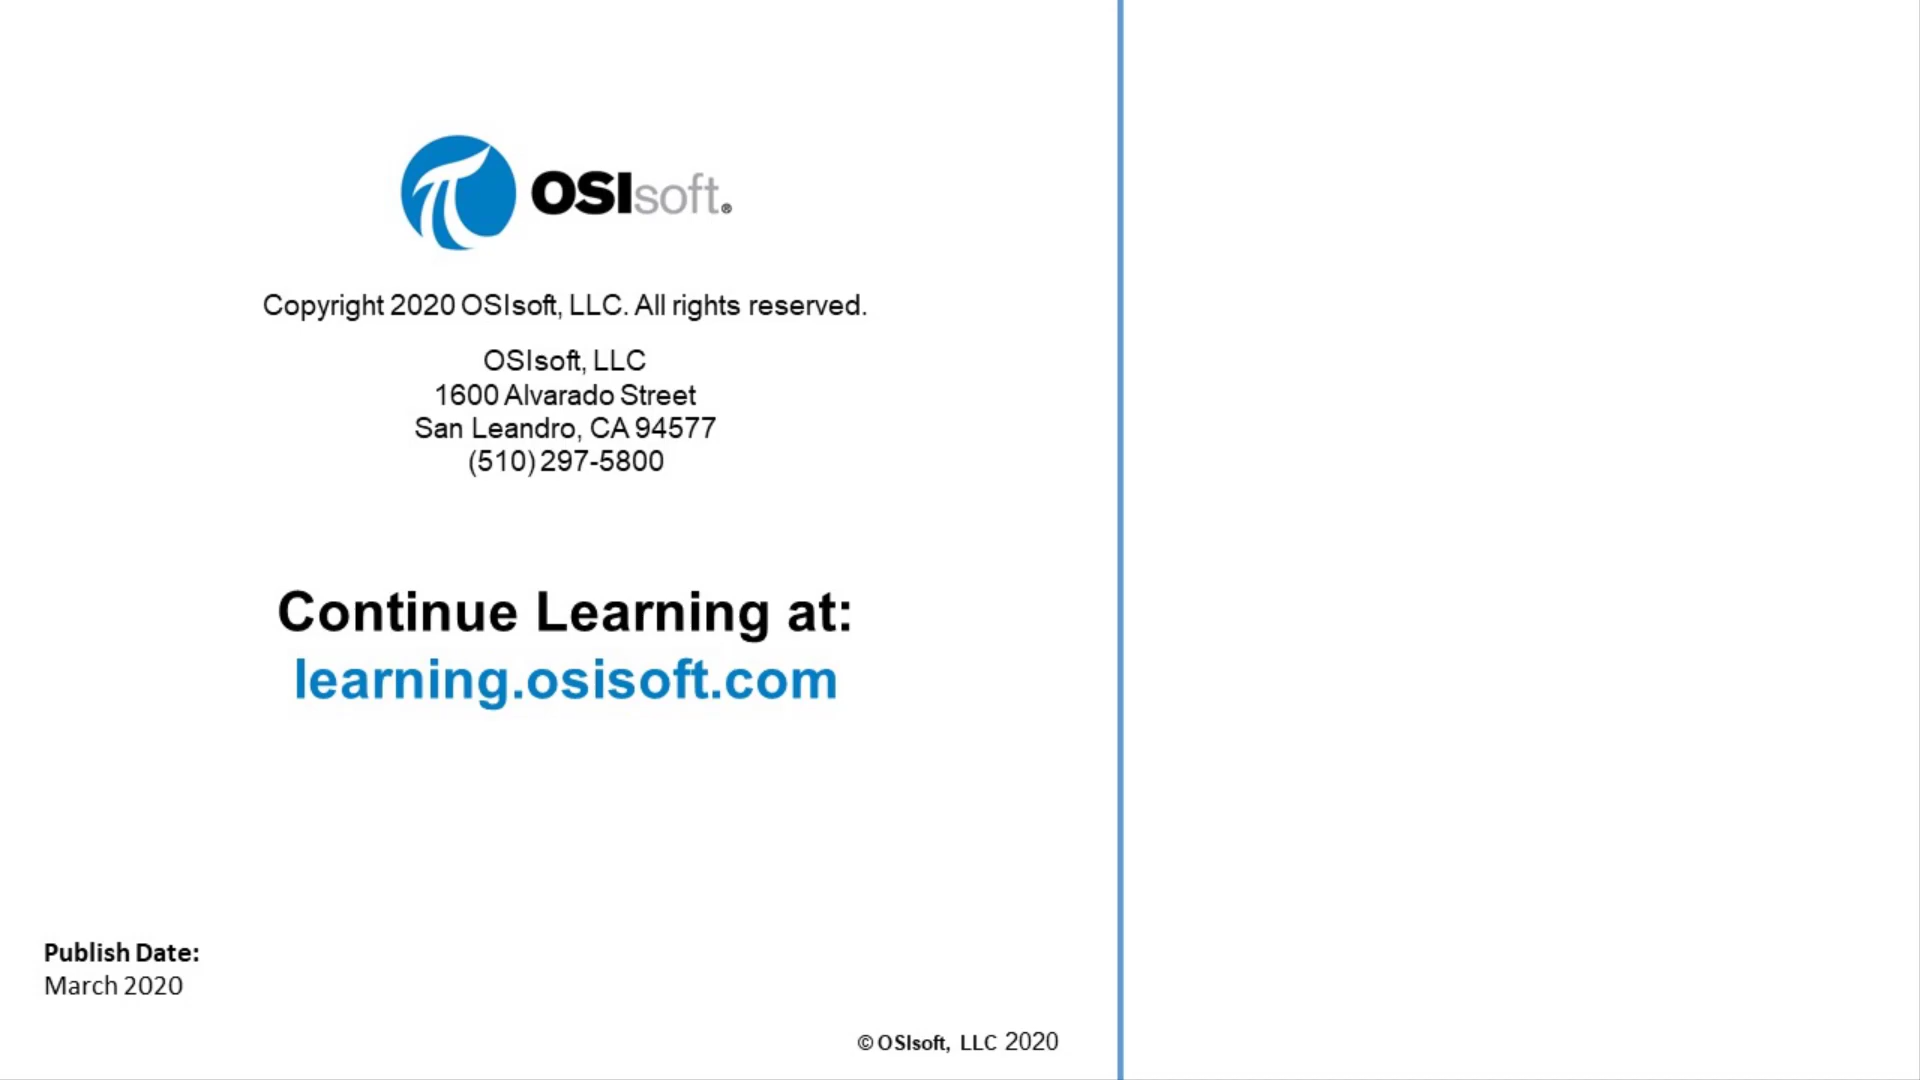 OSIsoft®
Copyright 2020 OSIsoft, LLC. All rights reserved.
OSIsoft, LLC
1600 Alvarado Street
San Leandro, CA 94577
(510) 297-5800
Continue Learning at:
learning.osisoft.com
Publish Date:
March 2020
© OSIsoft, LLC 2020